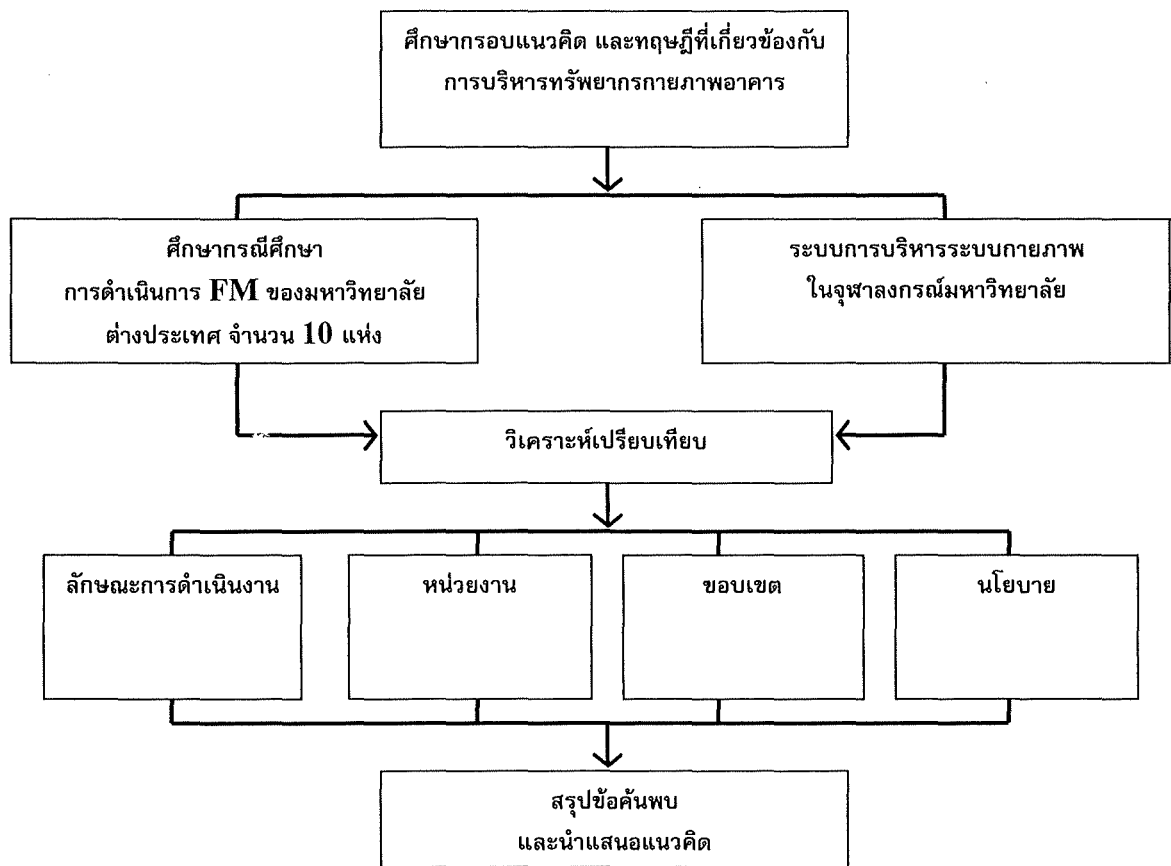 ศึกษากรอบแนวคิด และทฤษฎีที่เกี่ยวข้องกับ
การบริหารทรัพยากรกายภาพอาคาร
ศึกษากรณีศึกษา
การดำเนินการ FM ของมหาวิทยาลัย
ต่างประเทศ จำนวน 10 แห่ง
ระบบการบริหารระบบกายภาพ
ในจุฬาลงกรณ์มหาวิทยาลัย
วิเคราะห์เปรียบเทียบ
ลักษณะการดำเนินงาน
หน่วยงาน
ขอบเขต
นโยบาย
สรุปข้อค้นพบ
และนำแสนอแนวคิด